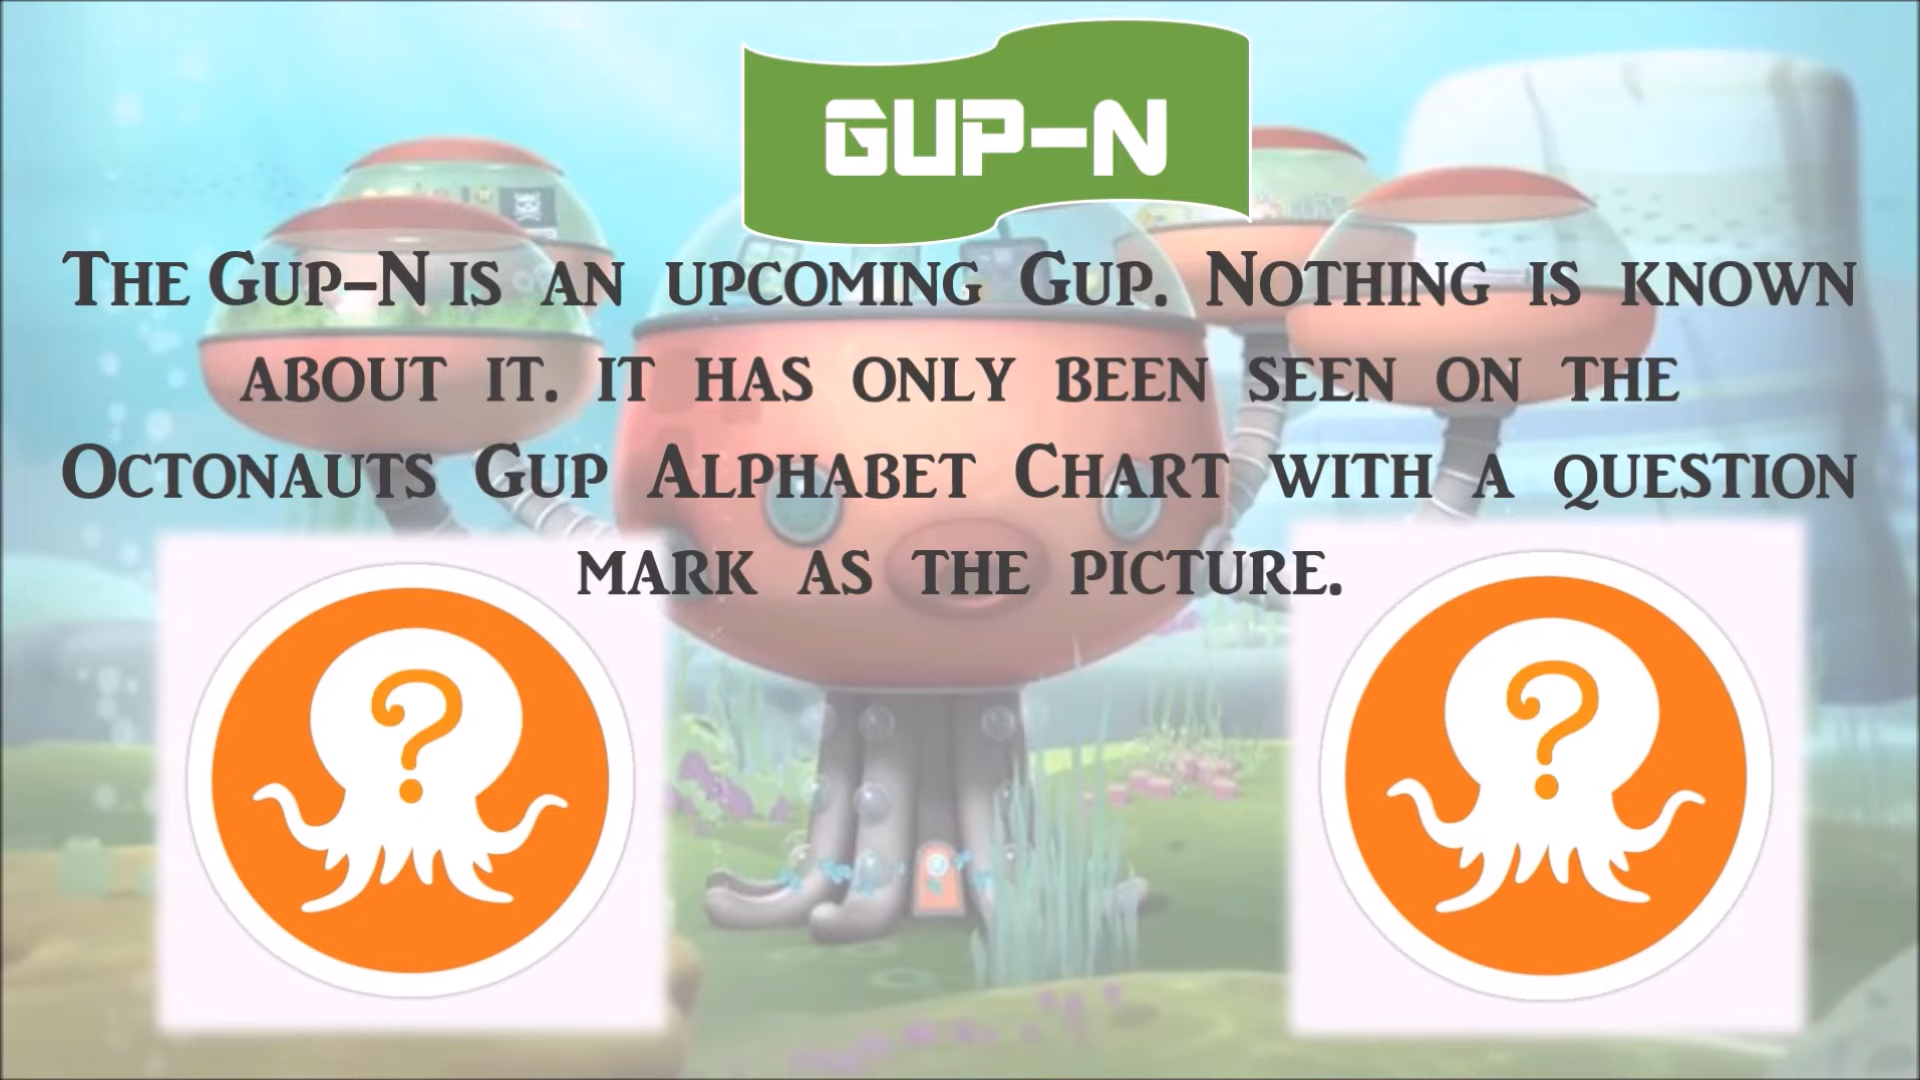 GUP-N
The Gup-N is an upcoming Gup. Nothing is known
about it. it has only been seen on the
Octonauts Gup Alphabet Chart with a question
mark as the picture.
?
?